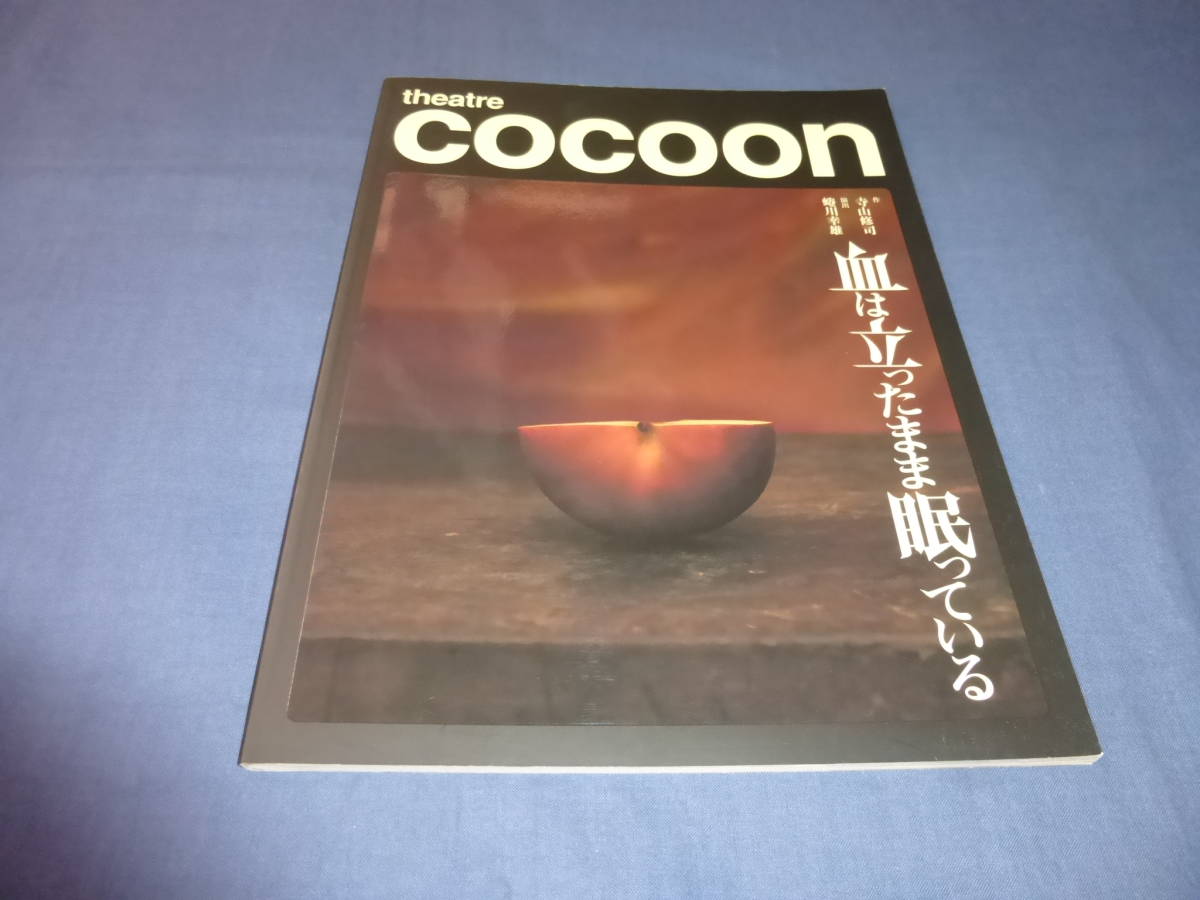 theatre
cocoon
作
寺山修司
演出
蜷川幸雄
血は立ったまま眠っている